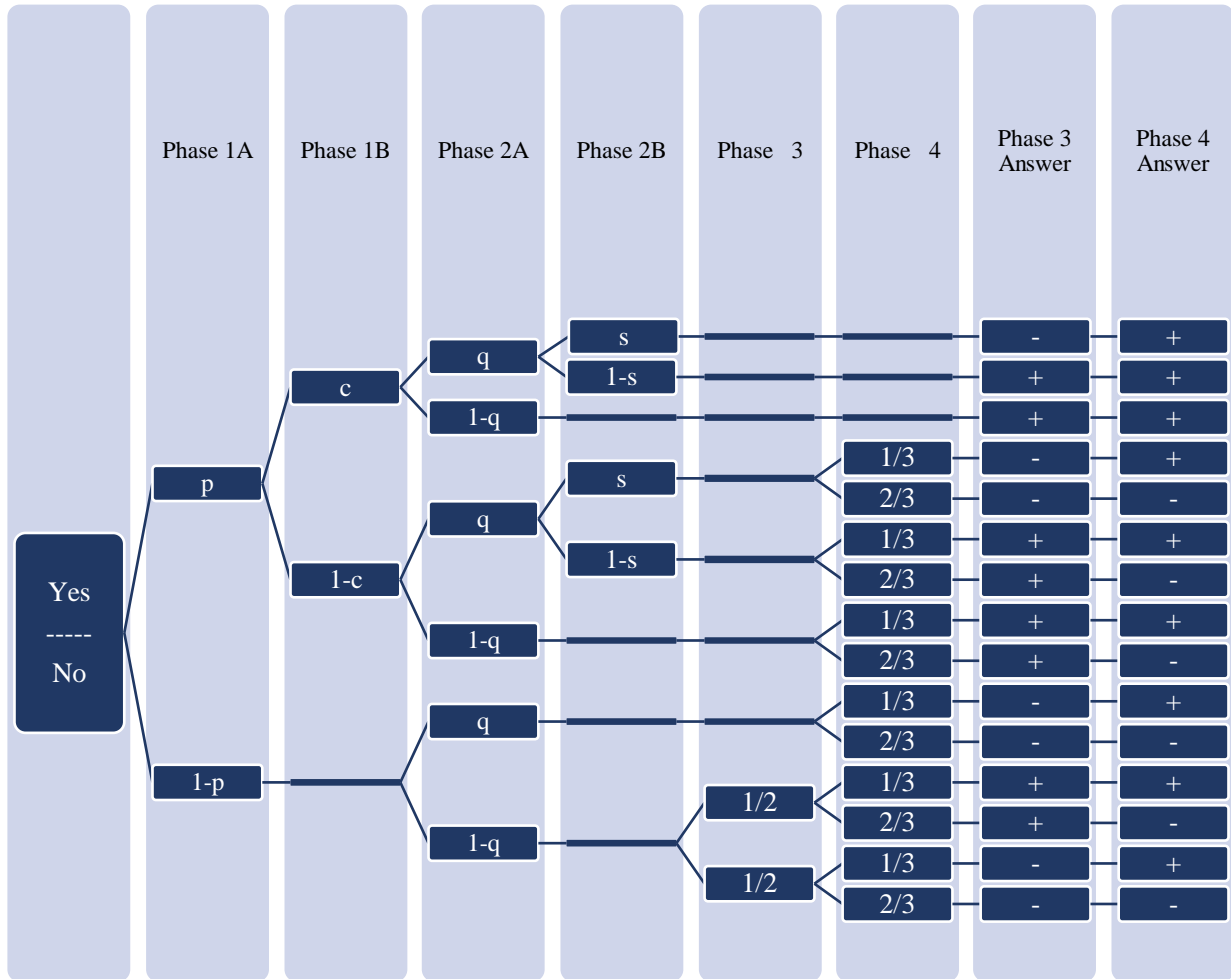 Phase 1A
Phase 1B
Phase 2A
Phase 2B
Phase 3
Phase 4
Phase 3
Answer
Phase 4
Answer
s
-
+
q
1-s
+
+
c
1-q
+
+
1/3
-
+
p
s
2/3
-
-
q
1/3
+
+
Yes
-----
No
1-c
1-s
2/3
+
-
1/3
+
+
1-q
2/3
+
-
1/3
-
+
q
2/3
-
-
1-p
1/3
+
+
1/2
2/3
+
-
1-q
1/3
-
+
1/2
2/3
-
-